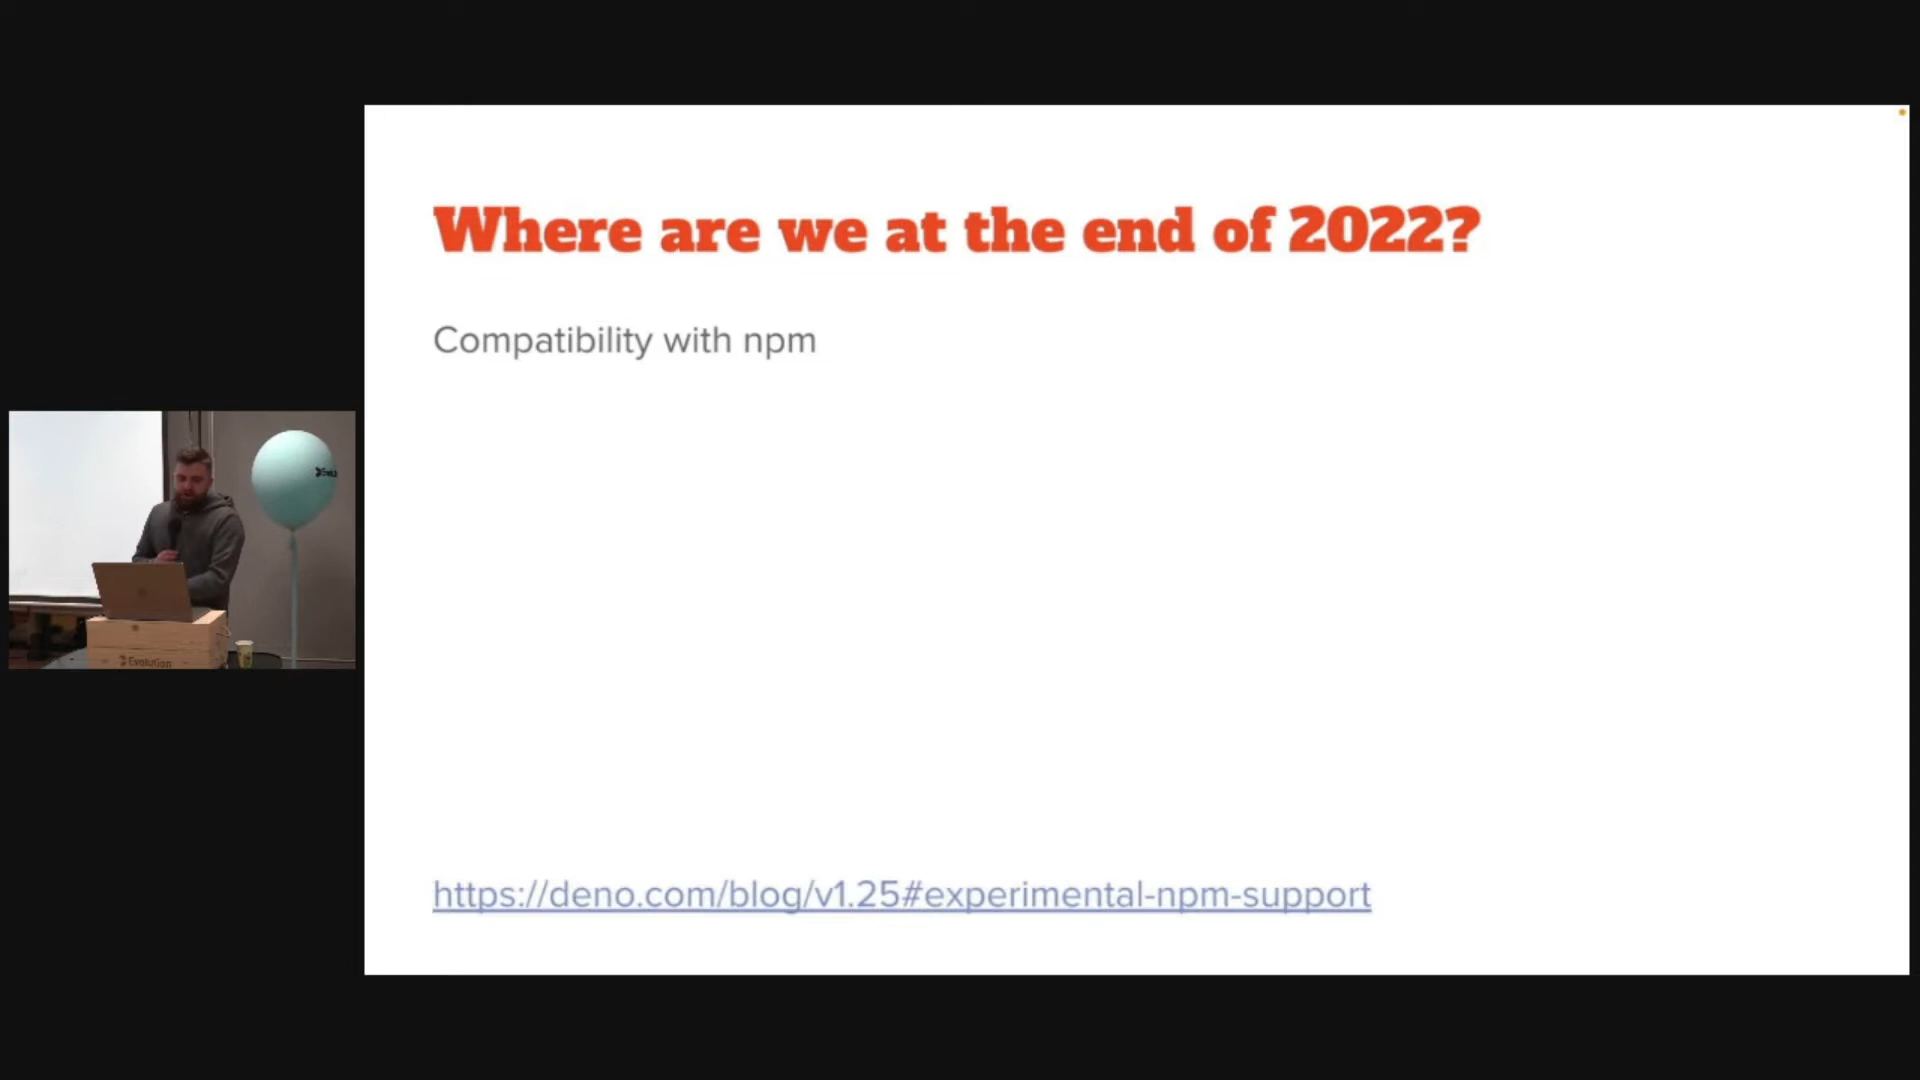 Where are we at the end of 2022?
Compatibility with npm
https://deno.com/blog/v1.25#experimental-npm-support
Evolution